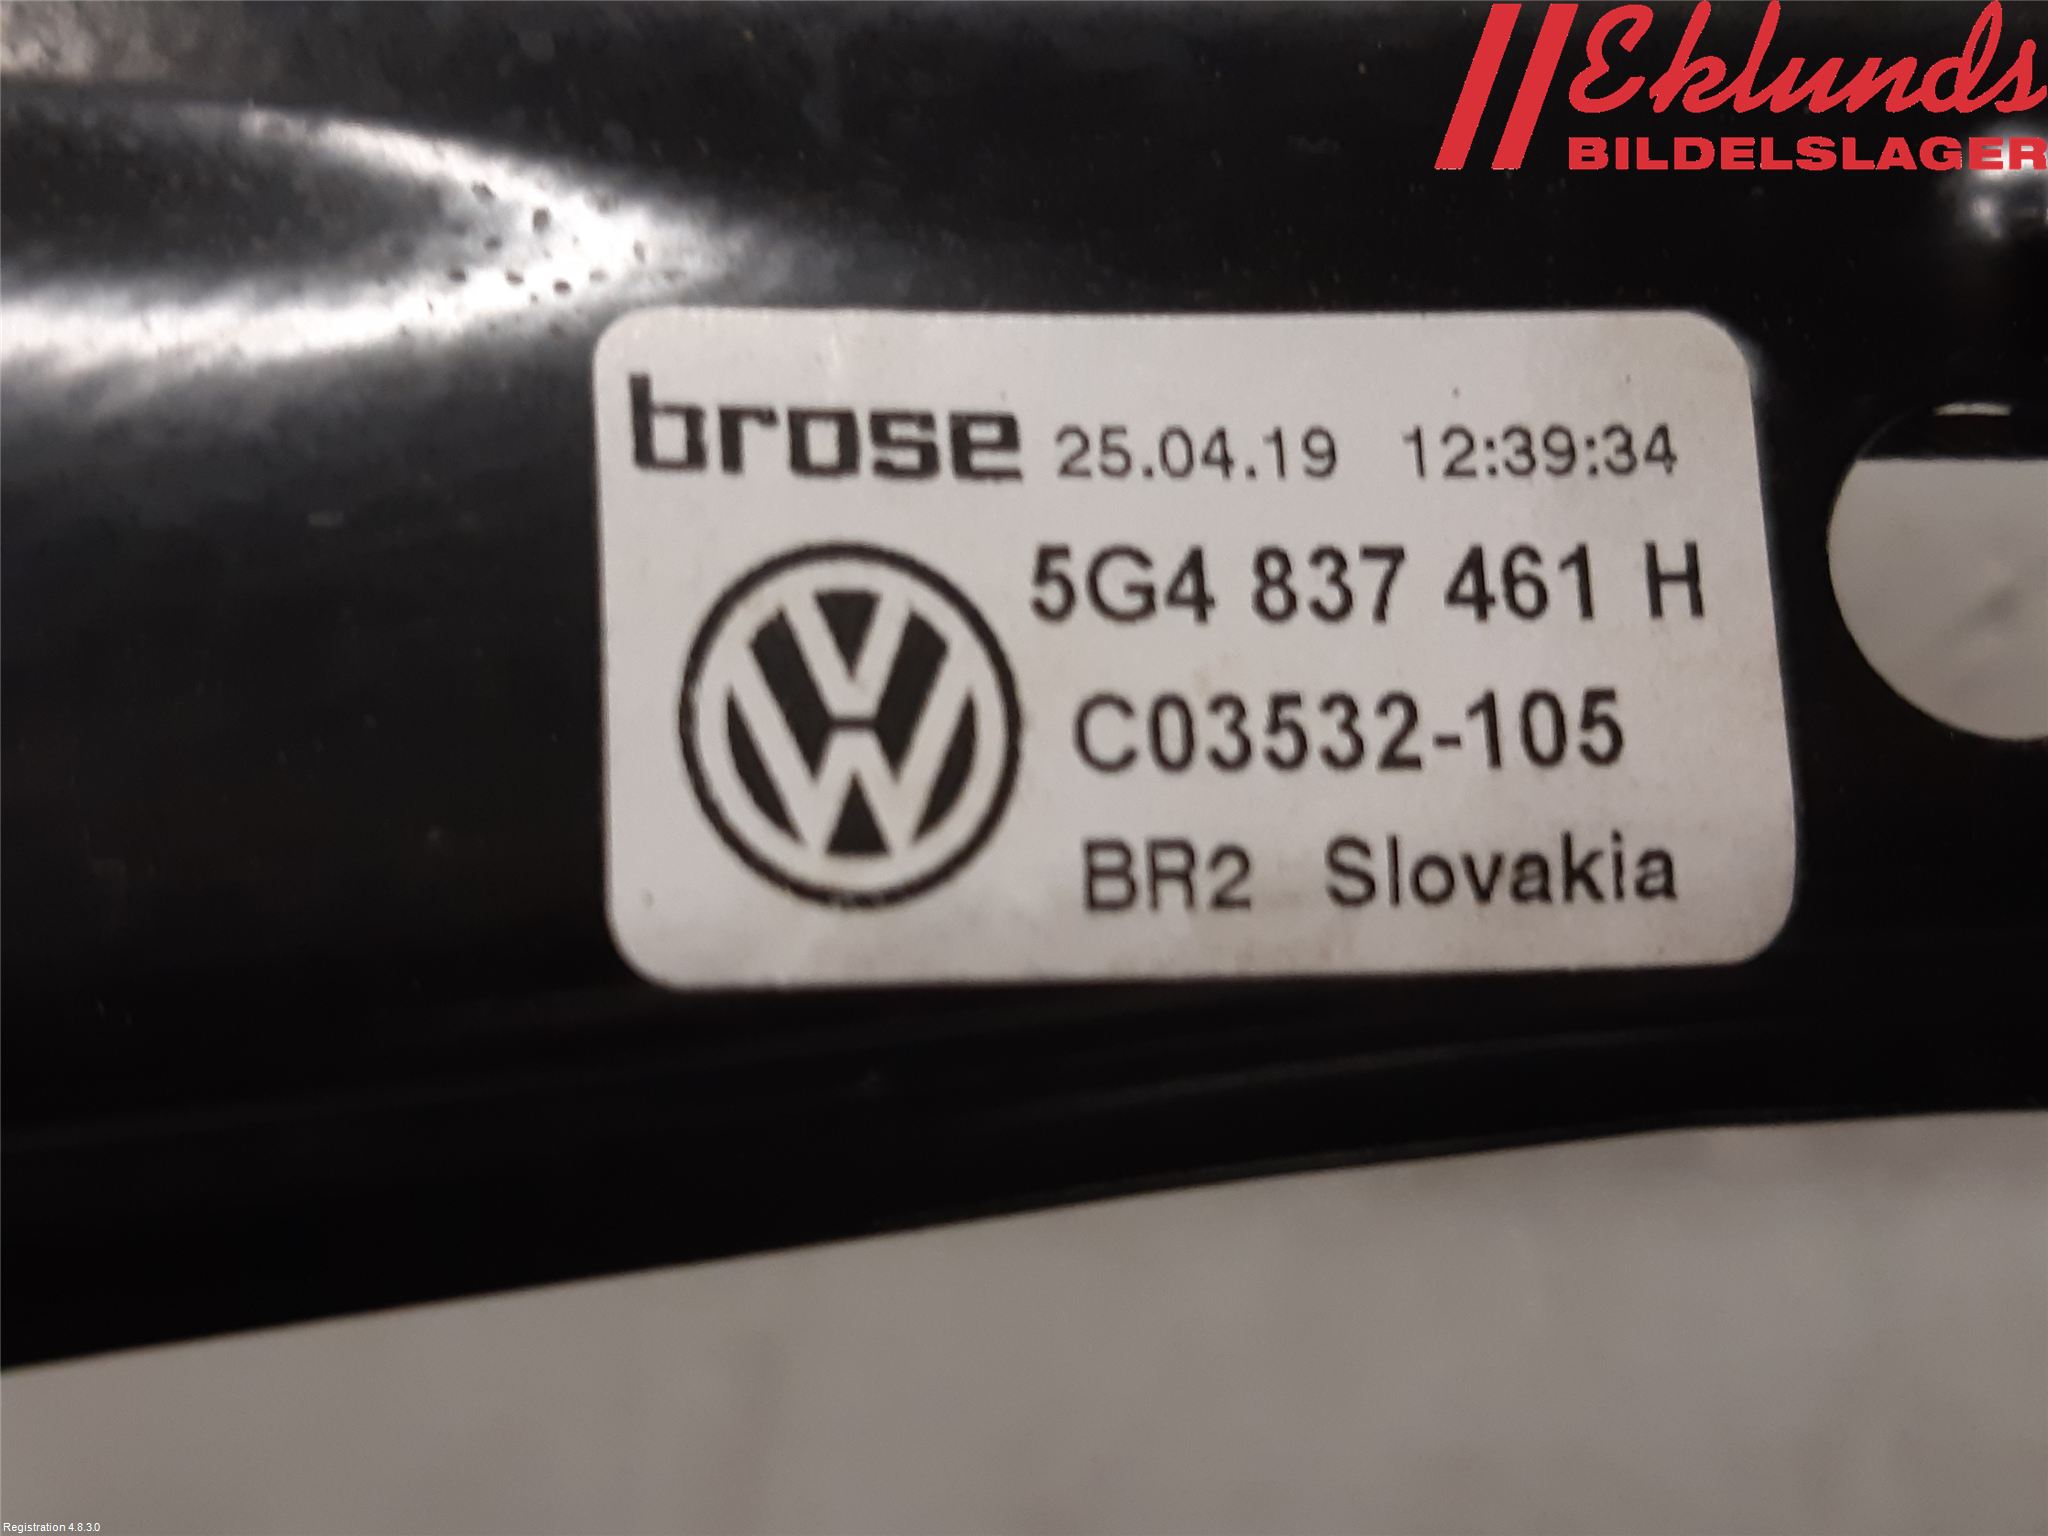 Eklunds
BILDELSLAGER
brose 25.04.19 12:39:34
5G4 837 461 H
C03532-105
BR2 Slovakia
Registration 4.8.3.0